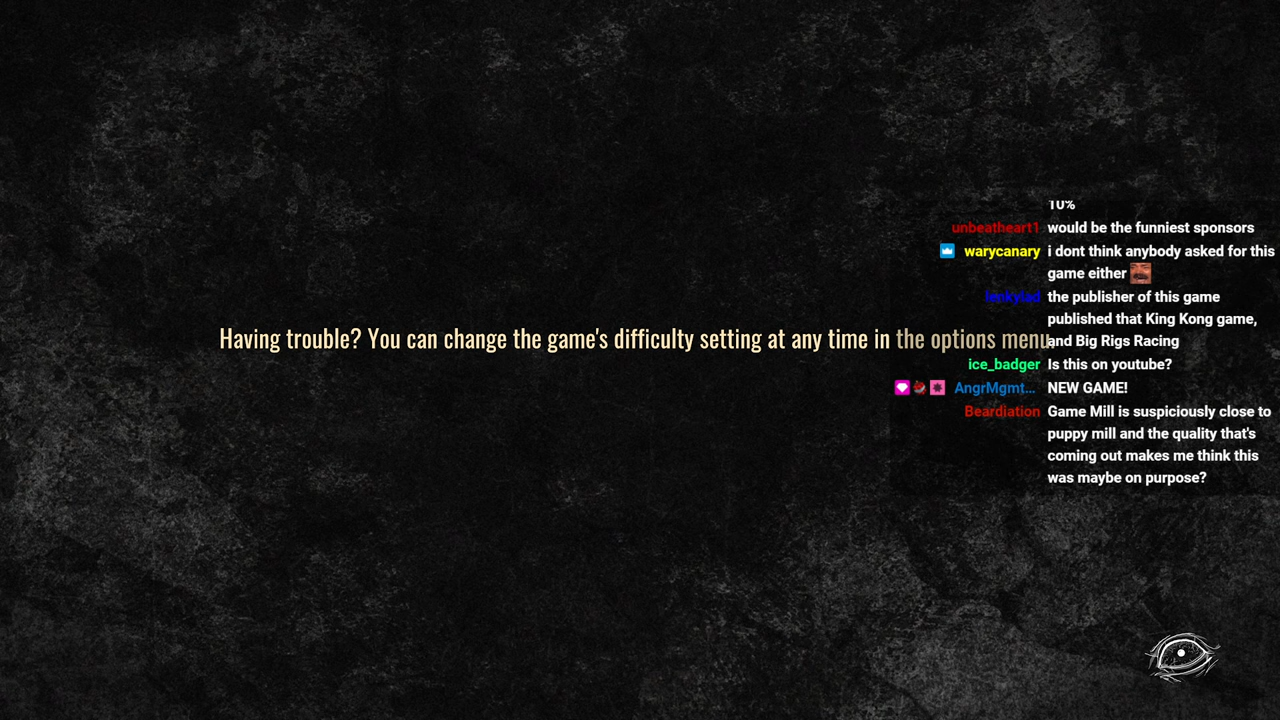 10%
unbeatheart1 would be the funniest sponsors
warycanary i dont think anybody asked for this
game either
lenkylad the publisher of this game
published that King Kong game,
Having trouble? You can change the game's difficulty setting at any time in the options menu.
and Big Rigs Racing
ice_badger Is this on youtube?
AngrMgmt... NEW GAME!
Beardiation Game Mill is suspiciously close to
puppy mill and the quality that's
coming out makes me think this
was maybe on purpose?